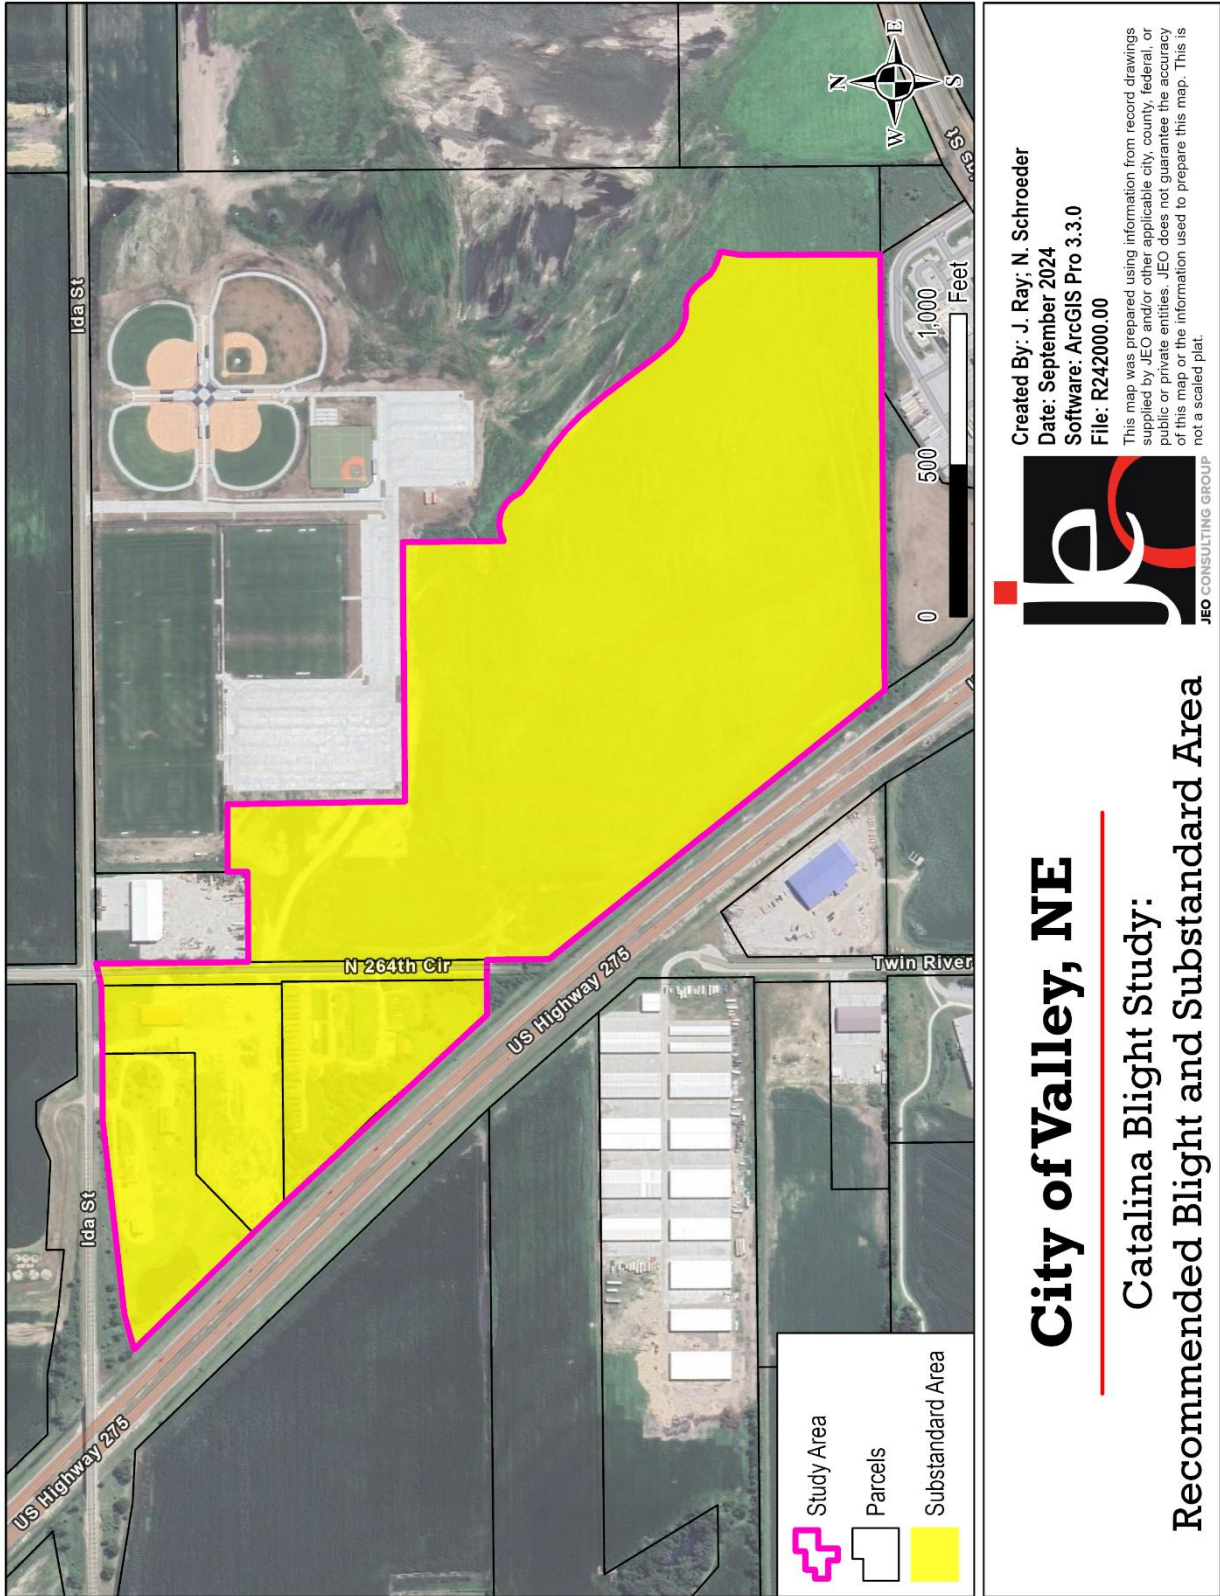 Ida St
Ida St
US Highway 275
N 264th Cir
US Highway 275
Twin River
St
N
W
E
S
0
500
1,000
Feet
Study Area
Parcels
Substandard Area
City of Valley, NE
Catalina Blight Study:
Recommended Blight and Substandard Area
jeo
JEO CONSULTING GROUP
Created By: J. Ray; N. Schroeder
Date: September 2024
Software: ArcGIS Pro 3.3.0
File: R242000.00
This map was prepared using information from record drawings
supplied by JEO and/or other applicable city, county, federal, or
public or private entities. JEO does not guarantee the accuracy
of this map or the information used to prepare this map. This is
not a scaled plat.